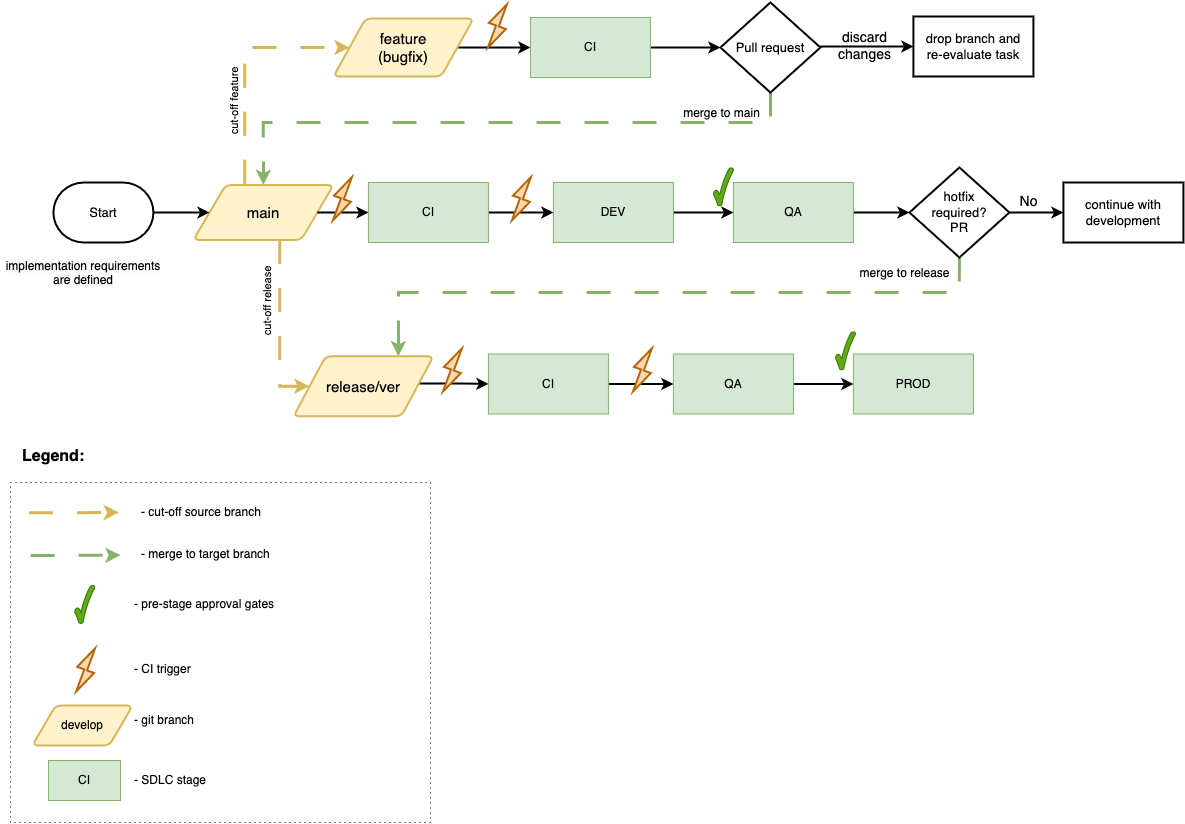 feature
(bugfix)
CI
Pull request
discard
changes
drop branch and
re-evaluate task
cut-off feature
merge to main
Start
main
CI
DEV
QA
hotfix
required?
PR
No
continue with
development
implementation requirements
are defined
cut-off release
merge to release
release/ver
CI
QA
PROD
Legend:
- cut-off source branch
- merge to target branch
- pre-stage approval gates
- CI trigger
develop
- git branch
CI
- SDLC stage